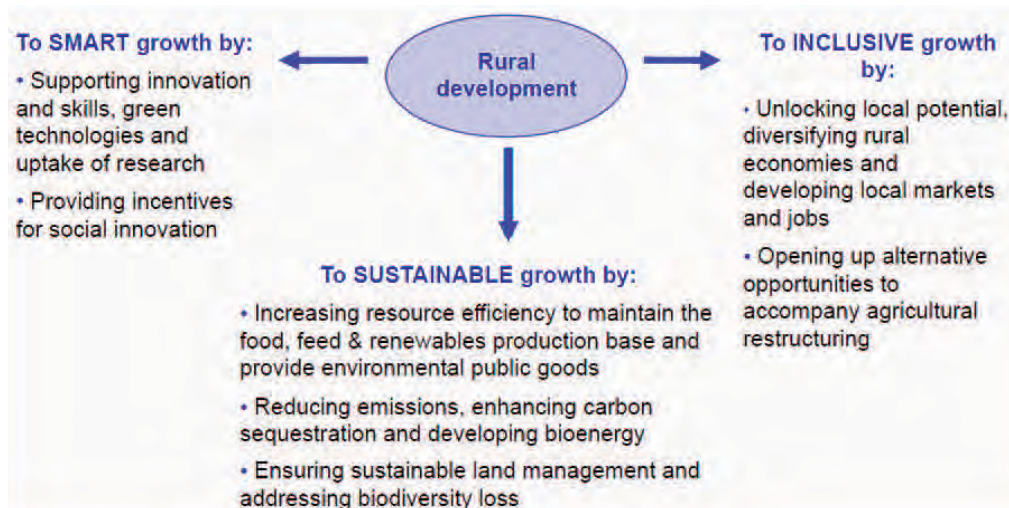 Rural
development
To SMART growth by:
• Supporting innovation
and skills, green
technologies and
uptake of research
• Providing incentives
for social innovation
To SUSTAINABLE growth by:
• Increasing resource efficiency to maintain the
food, feed & renewables production base and
provide environmental public goods
• Reducing emissions, enhancing carbon
sequestration and developing bioenergy
• Ensuring sustainable land management and
addressing biodiversity loss
To INCLUSIVE growth
by:
• Unlocking local potential,
diversifying rural
economies and
developing local markets
and jobs
• Opening up alternative
opportunities to
accompany agricultural
restructuring